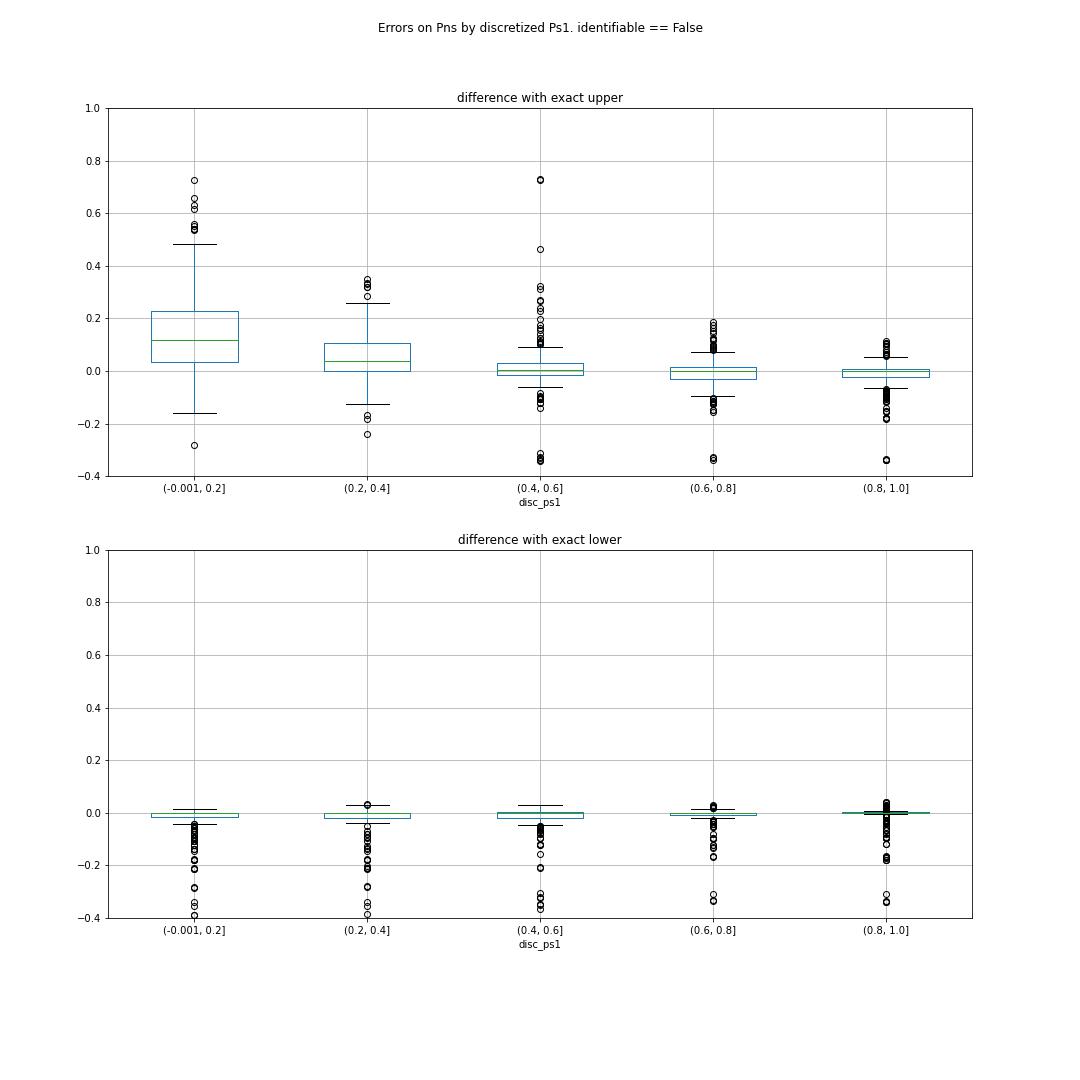 Errors on Pns by discretized Ps1. identifiable == False
difference with exact upper
1.0
0.8
0.6
0.4
0.2
0.0
−0.2
−0.4
(-0.001, 0.2] (0.2, 0.4] (0.4, 0.6] (0.6, 0.8] (0.8, 1.0]
disc_ps1
difference with exact lower
1.0
0.8
0.6
0.4
0.2
0.0
−0.2
−0.4
(-0.001, 0.2] (0.2, 0.4] (0.4, 0.6] (0.6, 0.8] (0.8, 1.0]
disc_ps1